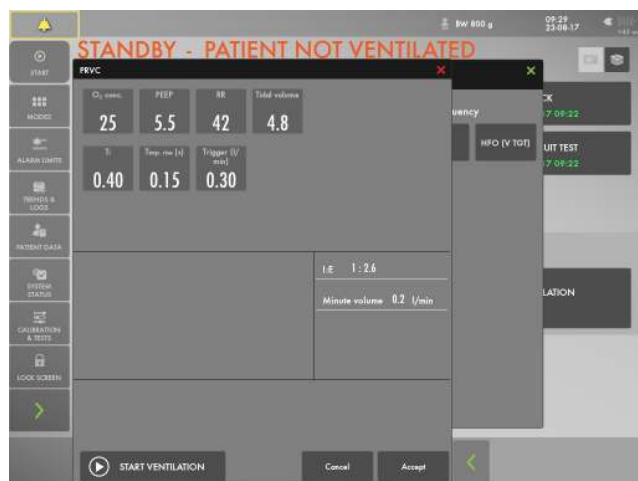 BW 800 g
09:29
23-08-17
STANDBY - PATIENT NOT VENTILATED
START
MODES
ALARM LIMITS
TRENDS &
LOGS
PATIENT DATA
SYSTEM
STATUS
CALIBRATION
& TESTS
LOCK SCREEN
PRVC
O₂ conc.
25
PEEP
5.5
RR
42
Tidal volume
4.8
Ti
0.40
Insp. rise [s]
0.15
Trigger [l/
min]
0.30
I:E 1 : 2.6
Minute volume 0.2 l/min
START VENTILATION
Cancel
Accept
uency
HFO (V TGT)
CK
7 09:22
UIT TEST
7 09:22
LATION